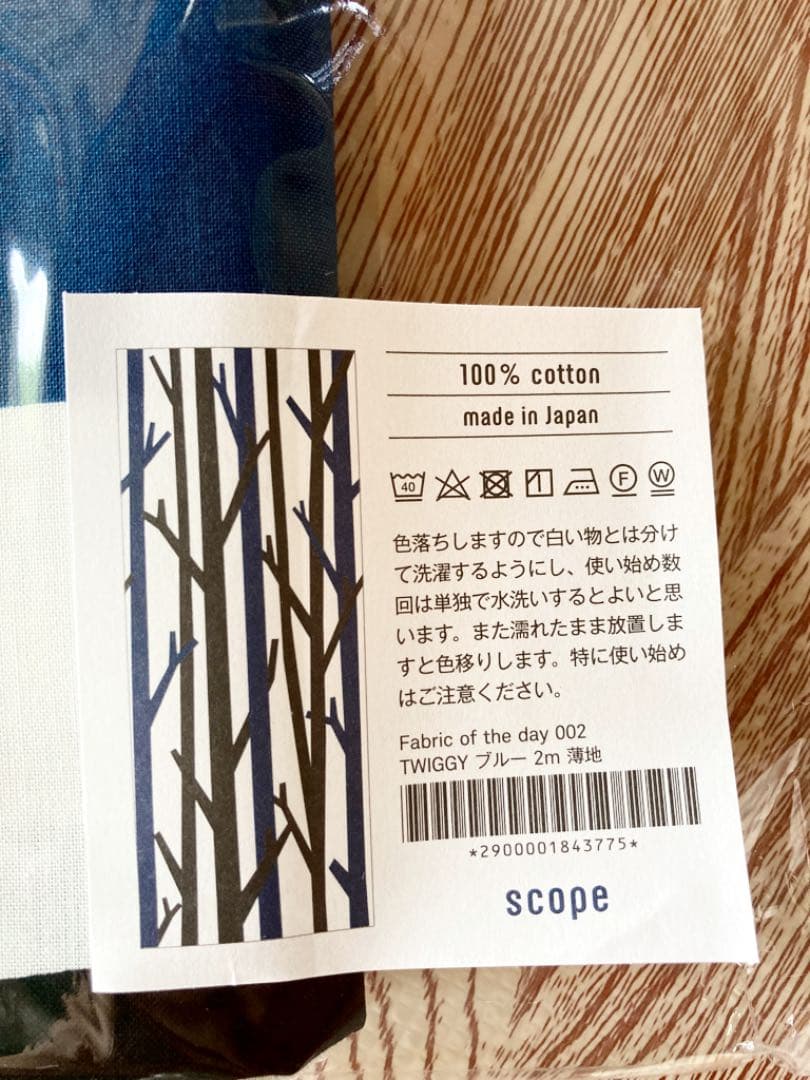 100% cotton
made in Japan
40
F
W
色落ちしますので白い物とは分け
て洗濯するようにし、使い始め数
回は単独で水洗いするとよいと思
います。また濡れたまま放置しま
すと色移りします。特に使い始め
はご注意ください。
Fabric of the day 002
TWIGGY ブルー 2m 薄地
*2900001843775*
scope